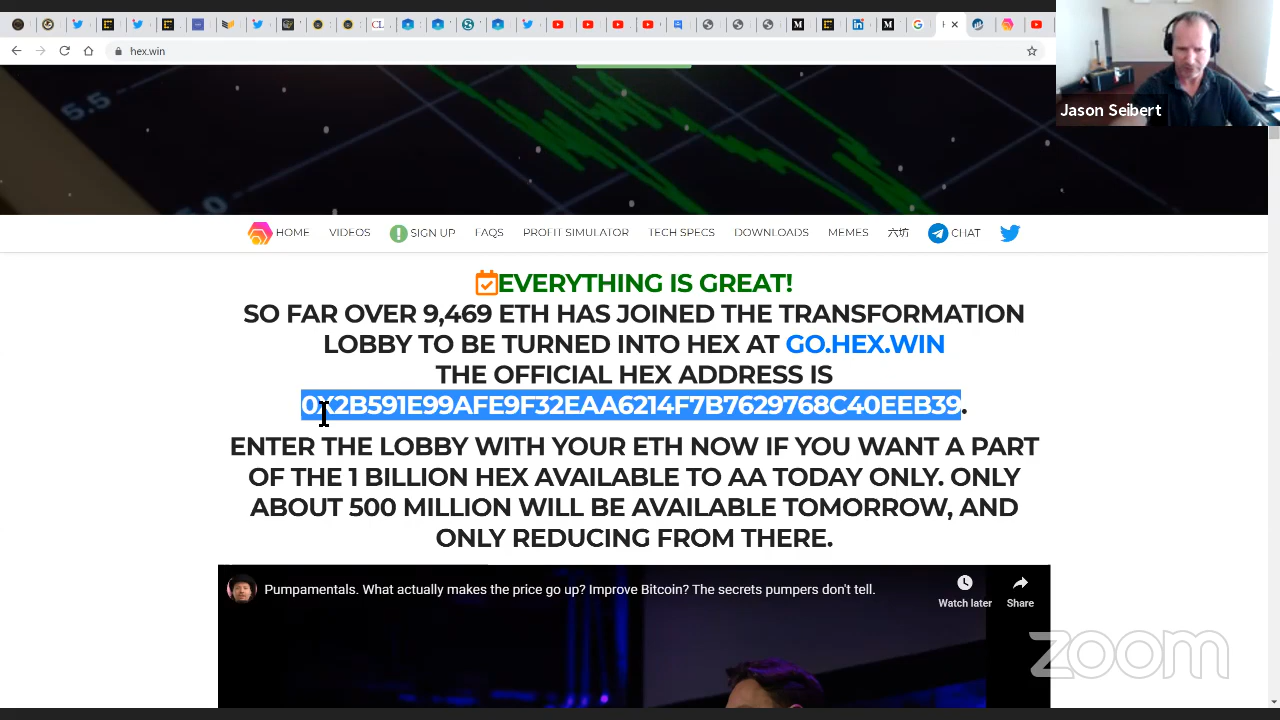 hex.win
Jason Seibert
5.5
5.0
HOME VIDEOS SIGN UP FAQS PROFIT SIMULATOR TECH SPECS DOWNLOADS MEMES 六坊 CHAT
EVERYTHING IS GREAT!
SO FAR OVER 9,469 ETH HAS JOINED THE TRANSFORMATION
LOBBY TO BE TURNED INTO HEX AT GO.HEX.WIN
THE OFFICIAL HEX ADDRESS IS
0X2B591E99AFE9F32EAA6214F7B7629768C40EEB39.
ENTER THE LOBBY WITH YOUR ETH NOW IF YOU WANT A PART
OF THE 1 BILLION HEX AVAILABLE TO AA TODAY ONLY. ONLY
ABOUT 500 MILLION WILL BE AVAILABLE TOMORROW, AND
ONLY REDUCING FROM THERE.
Pumpamentals. What actually makes the price go up? Improve Bitcoin? The secrets pumpers don't tell.
Watch later Share
zoom